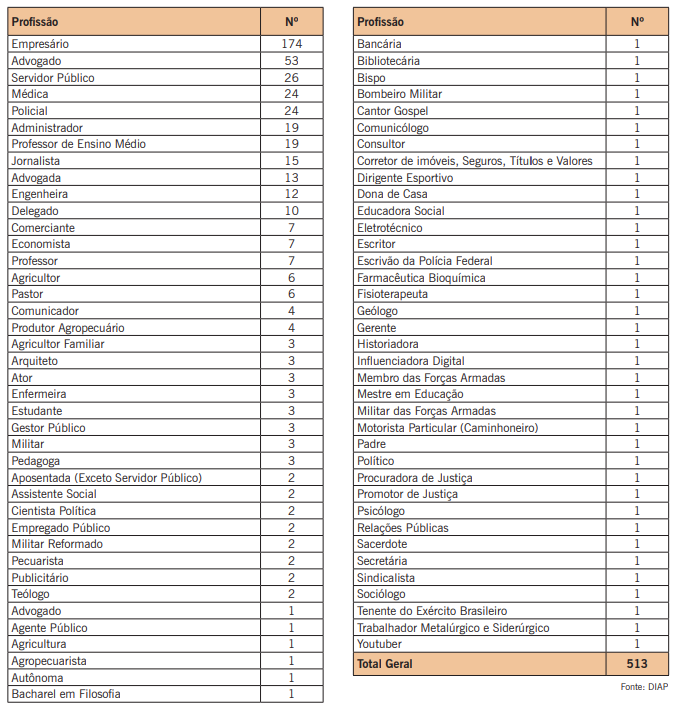 Profissão Nº
Empresário 174
Advogado 53
Servidor Público 26
Médica 24
Policial 24
Administrador 19
Professor de Ensino Médio 19
Jornalista 15
Advogada 13
Engenheira 12
Delegado 10
Comerciante 7
Economista 7
Professor 7
Agricultor 6
Pastor 6
Comunicador 4
Produtor Agropecuário 4
Agricultor Familiar 3
Arquiteto 3
Ator 3
Enfermeira 3
Estudante 3
Gestor Público 3
Militar 3
Pedagoga 3
Aposentada (Exceto Servidor Público) 2
Assistente Social 2
Cientista Política 2
Empregado Público 2
Militar Reformado 2
Pecuarista 2
Publicitário 2
Teólogo 2
Advogado 1
Agente Público 1
Agricultura 1
Agropecuarista 1
Autônoma 1
Bacharel em Filosofia 1
Profissão Nº
Bancária 1
Bibliotecária 1
Bispo 1
Bombeiro Militar 1
Cantor Gospel 1
Comunicólogo 1
Consultor 1
Corretor de imóveis, Seguros, Títulos e Valores 1
Dirigente Esportivo 1
Dona de Casa 1
Educadora Social 1
Eletrotécnico 1
Escritor 1
Escrivão da Polícia Federal 1
Farmacêutica Bioquímica 1
Fisioterapeuta 1
Geólogo 1
Gerente 1
Historiadora 1
Influenciadora Digital 1
Membro das Forças Armadas 1
Mestre em Educação 1
Militar das Forças Armadas 1
Motorista Particular (Caminhoneiro) 1
Padre 1
Político 1
Procuradora de Justiça 1
Promotor de Justiça 1
Psicólogo 1
Relações Públicas 1
Sacerdote 1
Secretária 1
Sindicalista 1
Sociólogo 1
Tenente do Exército Brasileiro 1
Trabalhador Metalúrgico e Siderúrgico 1
Youtuber 1
Total Geral 513
Fonte: DIAP